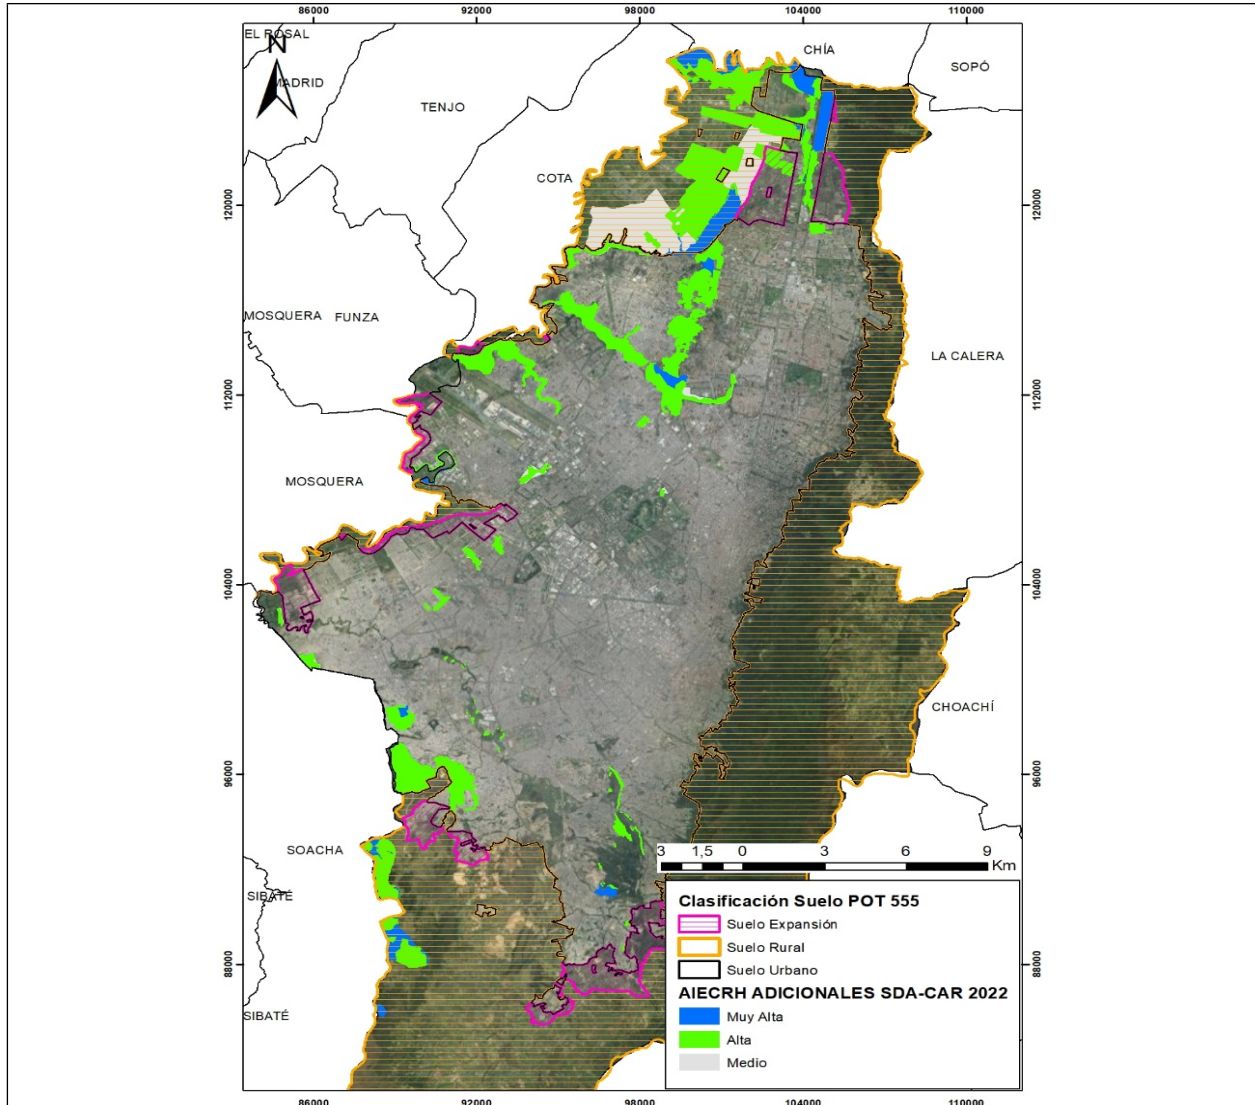 86000 92000 98000 104000 110000
EL ROSAL
N
CHÍA
SOPÓ
MADRID
TENJO
COTA
120000 120000
MOSQUERA FUNZA
LA CALERA
112000 112000
MOSQUERA
104000 104000
CHOACHÍ
96000 96000
SOACHA
3 1,5 0 3 6 9
Km
SIBATÉ
Clasificación Suelo POT 555
Suelo Expansión
Suelo Rural
Suelo Urbano
88000 88000
AIECRH ADICIONALES SDA-CAR 2022
SIBATÉ
Muy Alta
Alta
Medio
86000 92000 98000 104000 110000